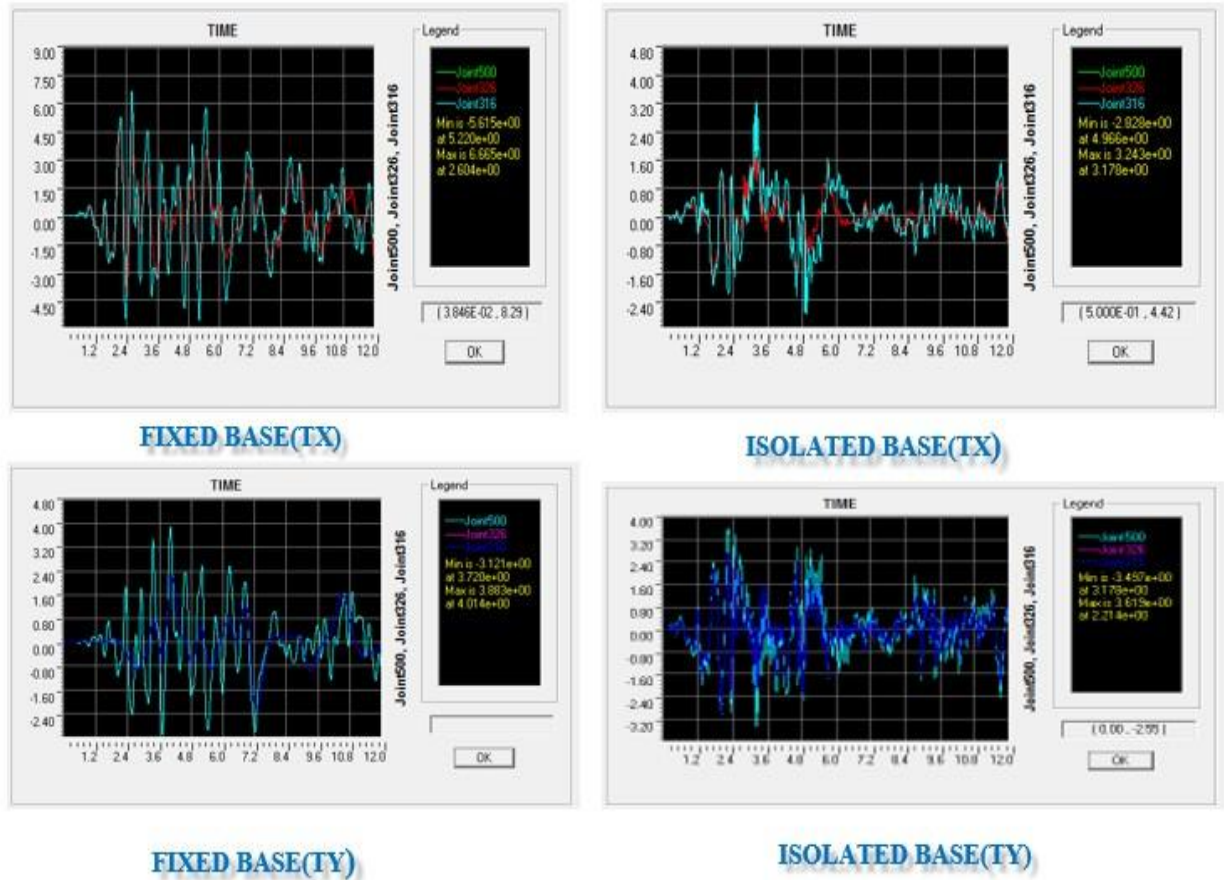 TIME
9.00
7.50
6.00
4.50
3.00
1.50
0.00
-1.50
-3.00
-4.50
1.2 2.4 3.6 4.8 6.0 7.2 8.4 9.6 10.8 12.0
Joint500, Joint326, Joint316
Legend
Joint500
Joint326
Joint316
Min is -5.615e+00
at 5.220e+00
Max is 6.665e+00
at 2.604e+00
( 3.846E-02 , 8.29 )
OK
FIXED BASE(TX)
TIME
4.80
4.00
3.20
2.40
1.60
0.80
0.00
-0.80
-1.60
-2.40
1.2 2.4 3.6 4.8 6.0 7.2 8.4 9.6 10.8 12.0
Joint500, Joint326, Joint316
Legend
Joint500
Joint326
Joint316
Min is -2.828e+00
at 4.966e+00
Max is 3.243e+00
at 3.178e+00
( 5.000E-01 , 4.42 )
OK
ISOLATED BASE(TX)
TIME
4.80
4.00
3.20
2.40
1.60
0.80
0.00
-0.80
-1.60
-2.40
1.2 2.4 3.6 4.8 6.0 7.2 8.4 9.6 10.8 12.0
Joint500, Joint326, Joint316
Legend
Joint500
Joint326
Min is -3.121e+00
at 3.720e+00
Max is 3.883e+00
at 4.014e+00
OK
FIXED BASE(TY)
TIME
4.00
3.20
2.40
1.60
0.80
0.00
-0.80
-1.60
-2.40
-3.20
1.2 2.4 3.6 4.8 6.0 7.2 8.4 9.6 10.8 12.0
Joint500, Joint326, Joint316
Legend
Joint500
Joint326
Min is -3.497e+00
at 3.178e+00
Max is 3.619e+00
at 2.214e+00
OK
ISOLATED BASE(TY)